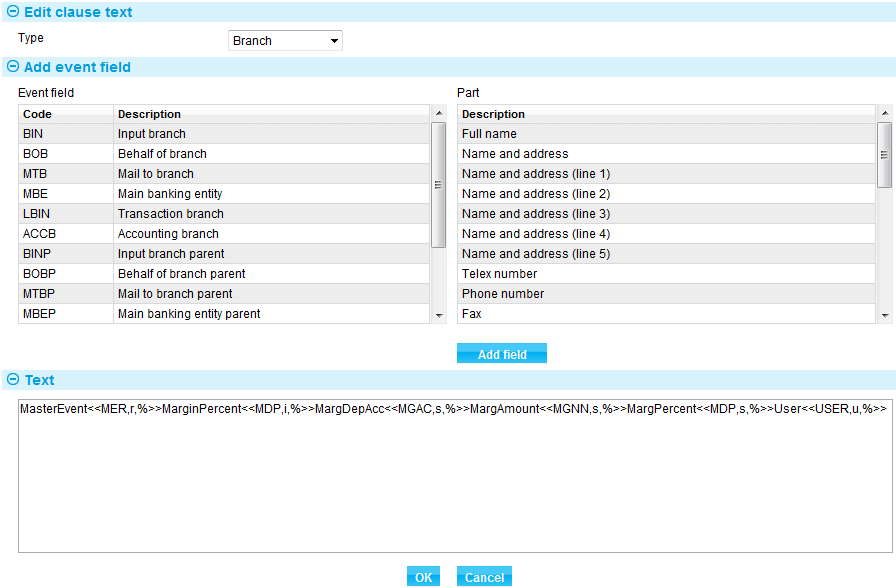 Edit clause text
Type Branch
Add event field
Event field Part
Code Description Description
BIN Input branch Full name
BOB Behalf of branch Name and address
MTB Mail to branch Name and address (line 1)
MBE Main banking entity Name and address (line 2)
LBIN Transaction branch Name and address (line 3)
ACCB Accounting branch Name and address (line 4)
BINP Input branch parent Name and address (line 5)
BOBP Behalf of branch parent Telex number
MTBP Mail to branch parent Phone number
MBEP Main banking entity parent Fax
Add field
Text
MasterEvent<<MER,r,%>>MarginPercent<<MDP,i,%>>MargDepAcc<<MGAC,s,%>>MargAmount<<MGNN,s,%>>MargPercent<<MDP,s,%>>User<<USER,u,%>>
OK Cancel